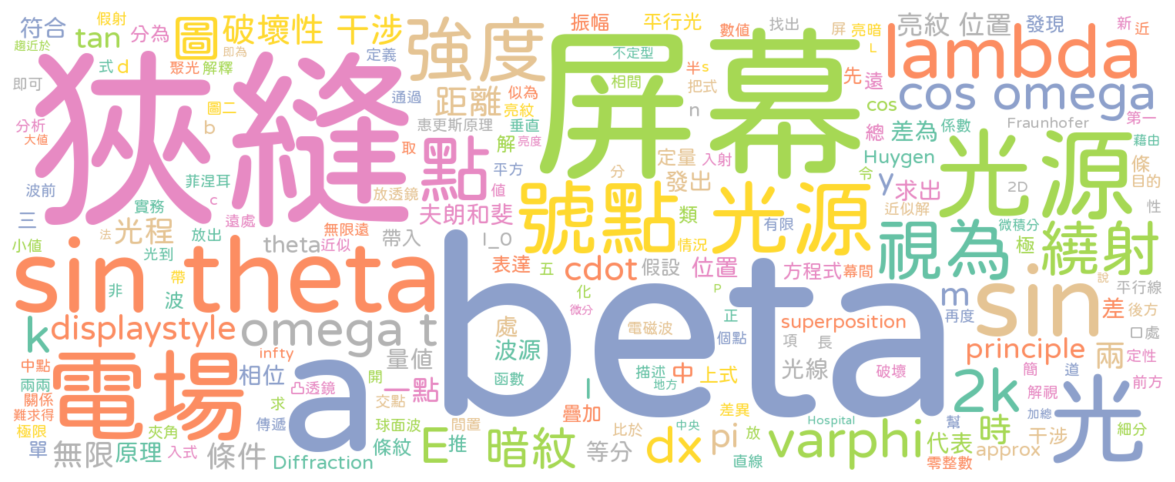 符合 tan 分為 圖 破壞性 干涉 強度 振幅 平行光 數值 找出 屏 亮暗 亮紋 位置 發現 新 近
趨近於 即為 假射 定義 不定型 半 s L
式 d 聚光 解釋 相間 把式 先 遠 lambda
即可 圖二 通過 距離 似為 亮紋 n cos cos omega
狹縫 屏幕
分析 b 惠更斯原理 垂直 總 差為 係數 Fraunhofer 第一
大值 亮度 點 解 定量 入射 Huygen 藉由
波前 菲涅耳 取 平方 分 發出 令 y 求出 光源 條
c 放透鏡 值 類 近似解 2D 目的
三 實務 遠處 夫朗和斐 號點 光源 有限 微積分 性
小值 光程 放出 無限遠 情況 視為 極 繞射
法 光到 theta 近似 帶 帶入 I_0
sin theta 表達 cdot 假設 位置 方程式 幕間 sin 說
非 波 五 化 微分 P m 差 平行線
k displaystyle omega t 處 電磁波 正 再度 後方
beta
infty 量值 波源 個點 superposition 項 長 口處
中點 電場 a 相位 凸透鏡 開 一點 函數 描述 中 上式 光線 破壞 principle 兩 定性
兩兩 關係 求 交點 I 地方 簡 道
難求得 傳遞 球面波 疊加 差異 Hospital 2k 解視 前方
極限 夾角 E 推 比於 間置 中央 幫 光
單 無限 原理 入式 條件 條紋 暗紋 等分 dx pi 放 varphi 代表 時 干涉 加總 細分
Diffraction 直線 零整數 approx